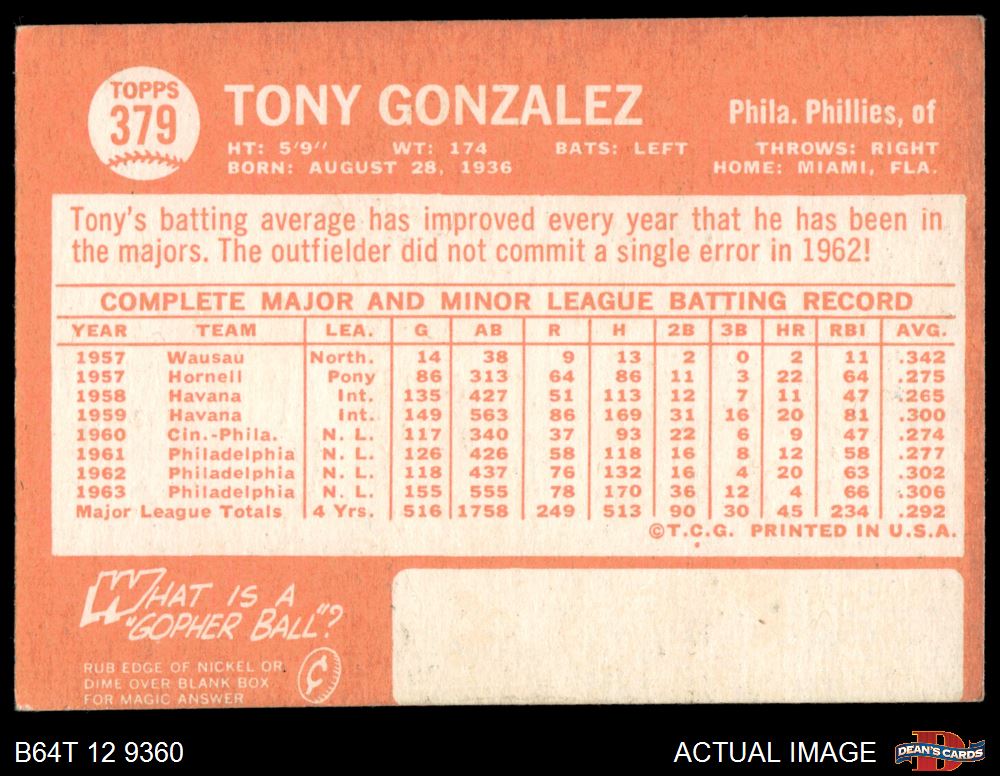 TOPPS
379
TONY GONZALEZ
Phila. Phillies, of
HT: 5'9" WT: 174 BATS: LEFT THROWS: RIGHT
BORN: AUGUST 28, 1936 HOME: MIAMI, FLA.
Tony's batting average has improved every year that he has been in
the majors. The outfielder did not commit a single error in 1962!
COMPLETE MAJOR AND MINOR LEAGUE BATTING RECORD
YEAR TEAM LEA. G AB R H 2B 3B HR RBI AVG.
1957 Wausau North. 14 38 9 13 2 0 2 11 .342
1957 Hornell Pony 86 313 64 86 11 3 22 64 .275
1958 Havana Int. 135 427 51 113 12 7 11 47 .265
1959 Havana Int. 149 563 86 169 31 16 20 81 .300
1960 Cin.-Phila. N. L. 117 340 37 93 22 6 9 47 .274
1961 Philadelphia N. L. 126 426 58 118 16 8 12 58 .277
1962 Philadelphia N. L. 118 437 76 132 16 4 20 63 .302
1963 Philadelphia N. L. 155 555 78 170 36 12 4 66 .306
Major League Totals 4 Yrs. 516 1758 249 513 90 30 45 234 .292
©T.C.G. PRINTED IN U.S.A.
WHAT IS A
"GOPHER BALL"?
RUB EDGE OF NICKEL OR
DIME OVER BLANK BOX
FOR MAGIC ANSWER
¢
B64T 12 9360
ACTUAL IMAGE
DEAN'S CARDS